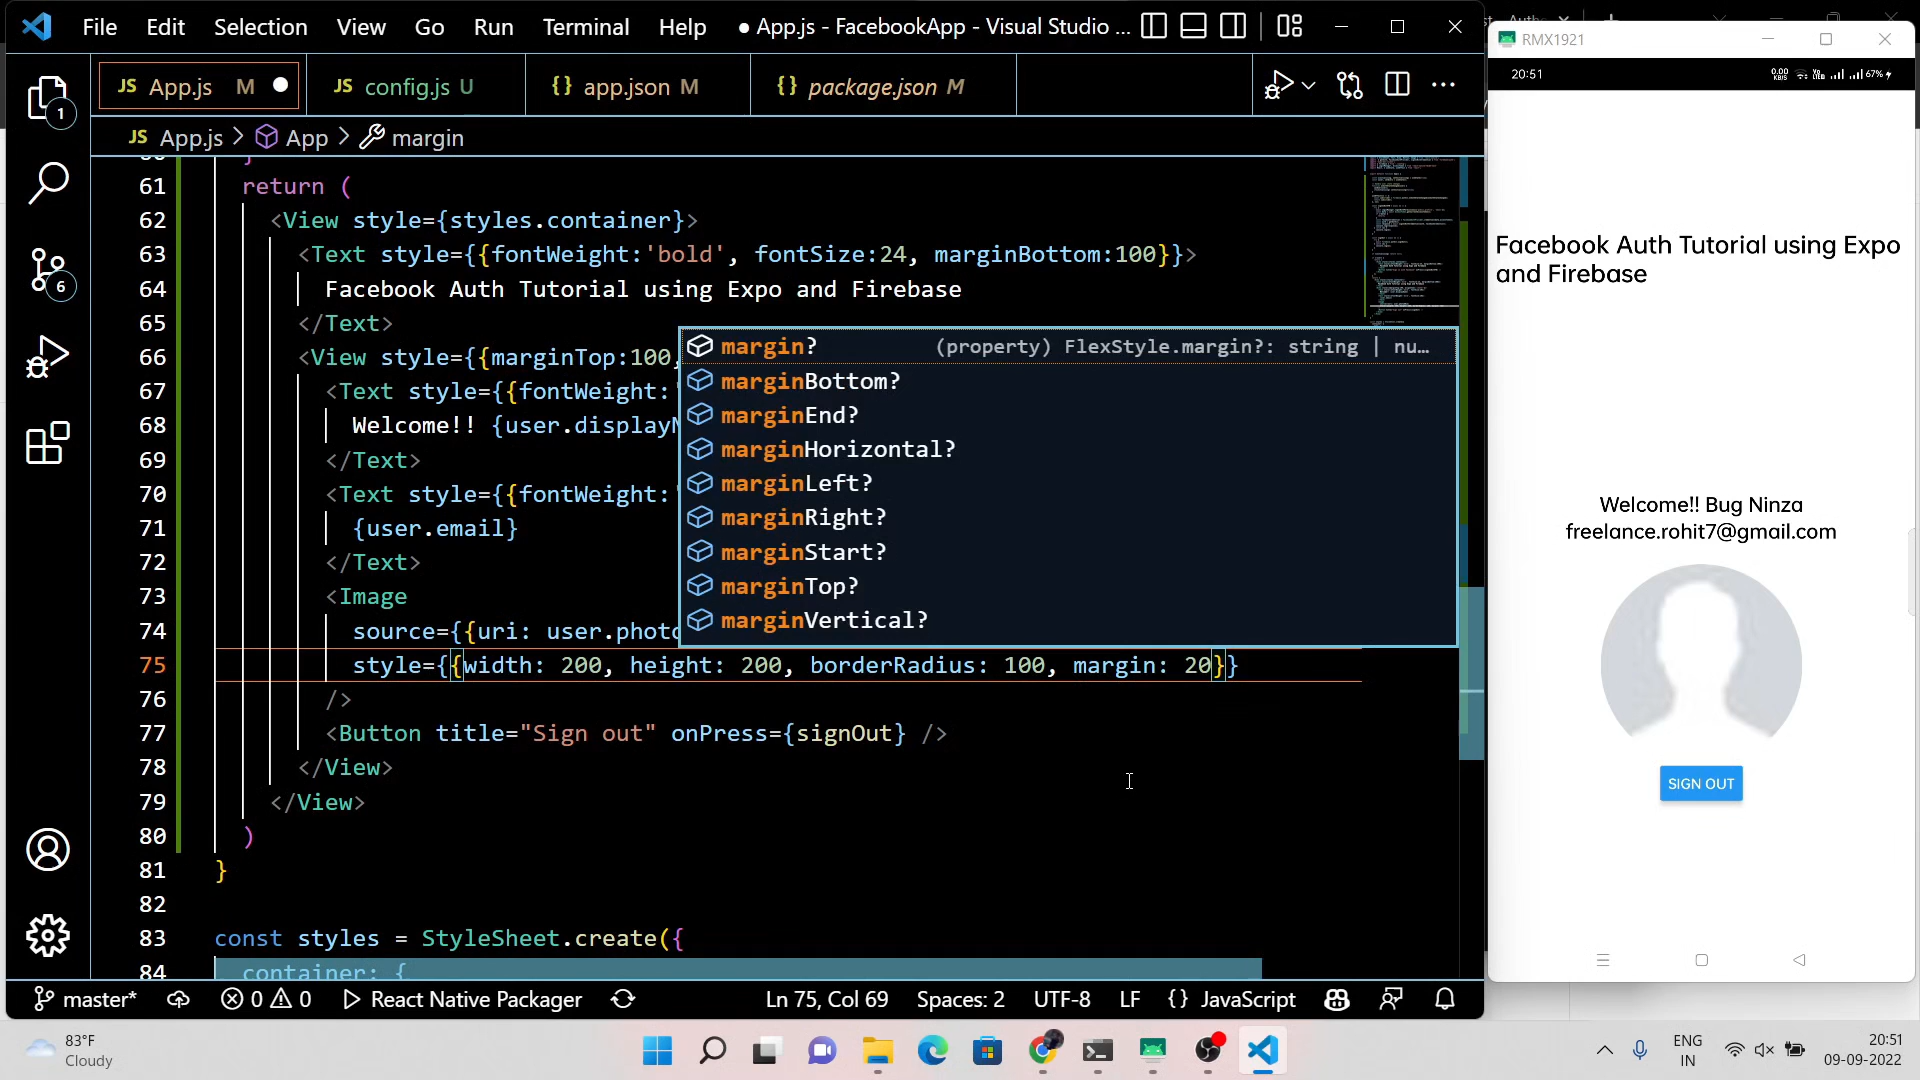 File Edit Selection View Go Run Terminal Help ● App.js - FacebookApp - Visual Studio ...
RMX1921
JS App.js M ●
JS config.js U
{} app.json M
{} package.json M
JS App.js > App > margin
20:51
67%
61 return (
62 <View style={styles.container}>
63 <Text style={{fontWeight:'bold', fontSize:24, marginBottom:100}}>
64 Facebook Auth Tutorial using Expo and Firebase
65 </Text>
66 <View style={{marginTop:100,
67 <Text style={{fontWeight:
68 Welcome!! {user.display
69 </Text>
70 <Text style={{fontWeight:
71 {user.email}
72 </Text>
73 <Image
74 source={{uri: user.phot
75 style={{width: 200, height: 200, borderRadius: 100, margin: 20}}
76 />
77 <Button title="Sign out" onPress={signOut} />
78 </View>
79 </View>
80 )
81 }
82
83 const styles = StyleSheet.create({
84 container: {
margin? (property) FlexStyle.margin?: string | nu...
marginBottom?
marginEnd?
marginHorizontal?
marginLeft?
marginRight?
marginStart?
marginTop?
marginVertical?
Facebook Auth Tutorial using Expo
and Firebase
Welcome!! Bug Ninza
freelance.rohit7@gmail.com
SIGN OUT
1
6
master* 0 0 React Native Packager Ln 75, Col 69 Spaces: 2 UTF-8 LF {} JavaScript
83°F
Cloudy
ENG
IN
20:51
09-09-2022